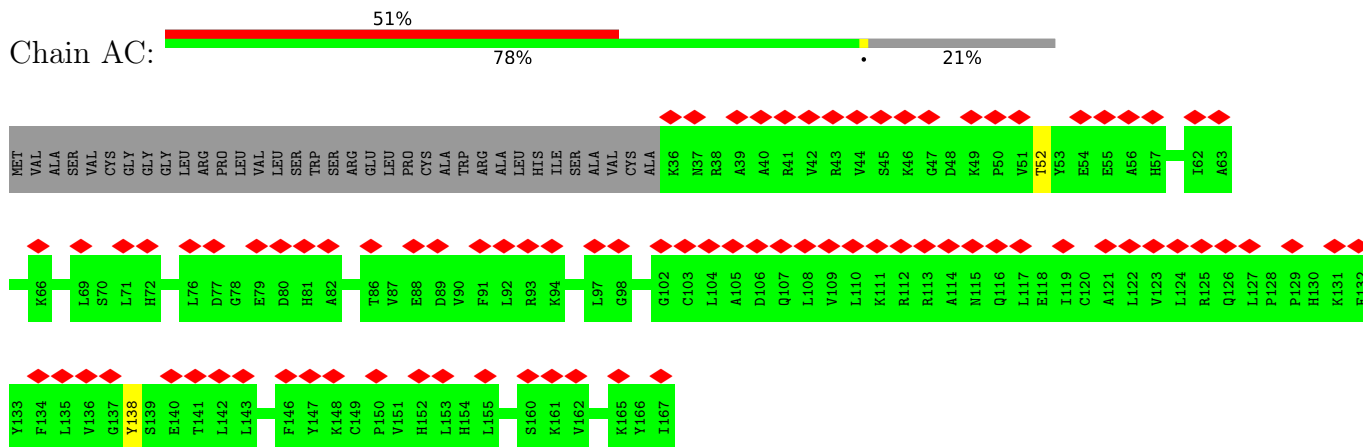 51%
Chain AC:
78% • 21%
MET VAL ALA SER VAL CYS GLY GLY GLY LEU ARG PRO LEU VAL LEU SER TRP SER ARG GLU LEU LEU PRO CYS ALA TRP ARG ALA LEU HIS ILE SER ALA VAL CYS ALA K36 N37 R38 A39 A40 R41 V42 R43 V44 S45 K46 G47 D48 K49 P50 V51 T52 Y53 E54 E55 A56 H57 I62 A63
K66 L69 S70 L71 H72 L76 D77 G78 E79 D80 H81 A82 T86 V87 E88 D89 V90 F91 L92 R93 K94 L97 G98 G102 C103 L104 A105 D106 Q107 L108 V109 L110 K111 R112 R113 A114 N115 Q116 L117 E118 I119 C120 A121 L122 V123 L124 R125 Q126 L127 P128 P129 H130 K131
Y133 F134 L135 V136 G137 Y138 S139 E140 T141 L142 L143 F146 Y147 K148 C149 P150 V151 H152 L153 H154 L155 S160 K161 V162 K165 Y166 I167